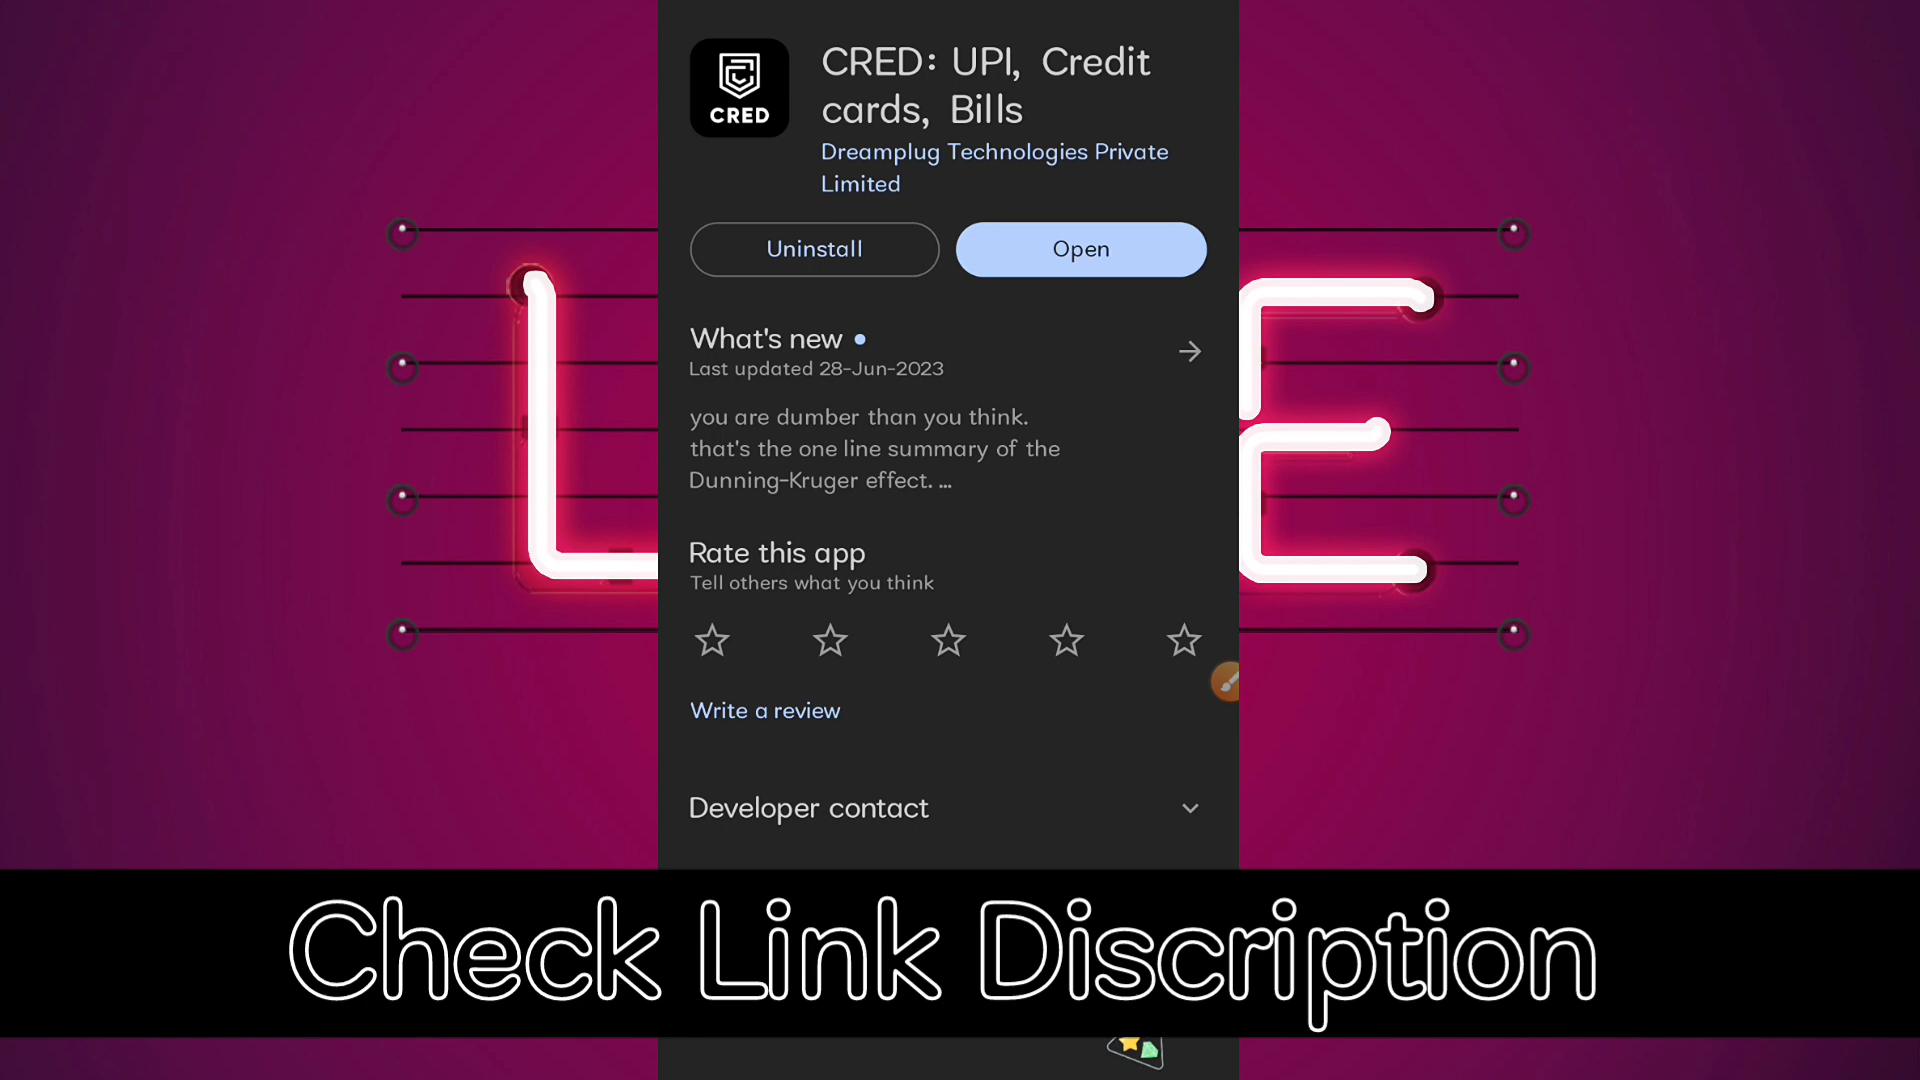 CRED
CRED: UPI, Credit
cards, Bills
Dreamplug Technologies Private
Limited
Uninstall
Open
What's new
Last updated 28-Jun-2023
you are dumber than you think.
that's the one line summary of the
Dunning-Kruger effect. ...
Rate this app
Tell others what you think
Write a review
Developer contact
L E
Check Link Discription